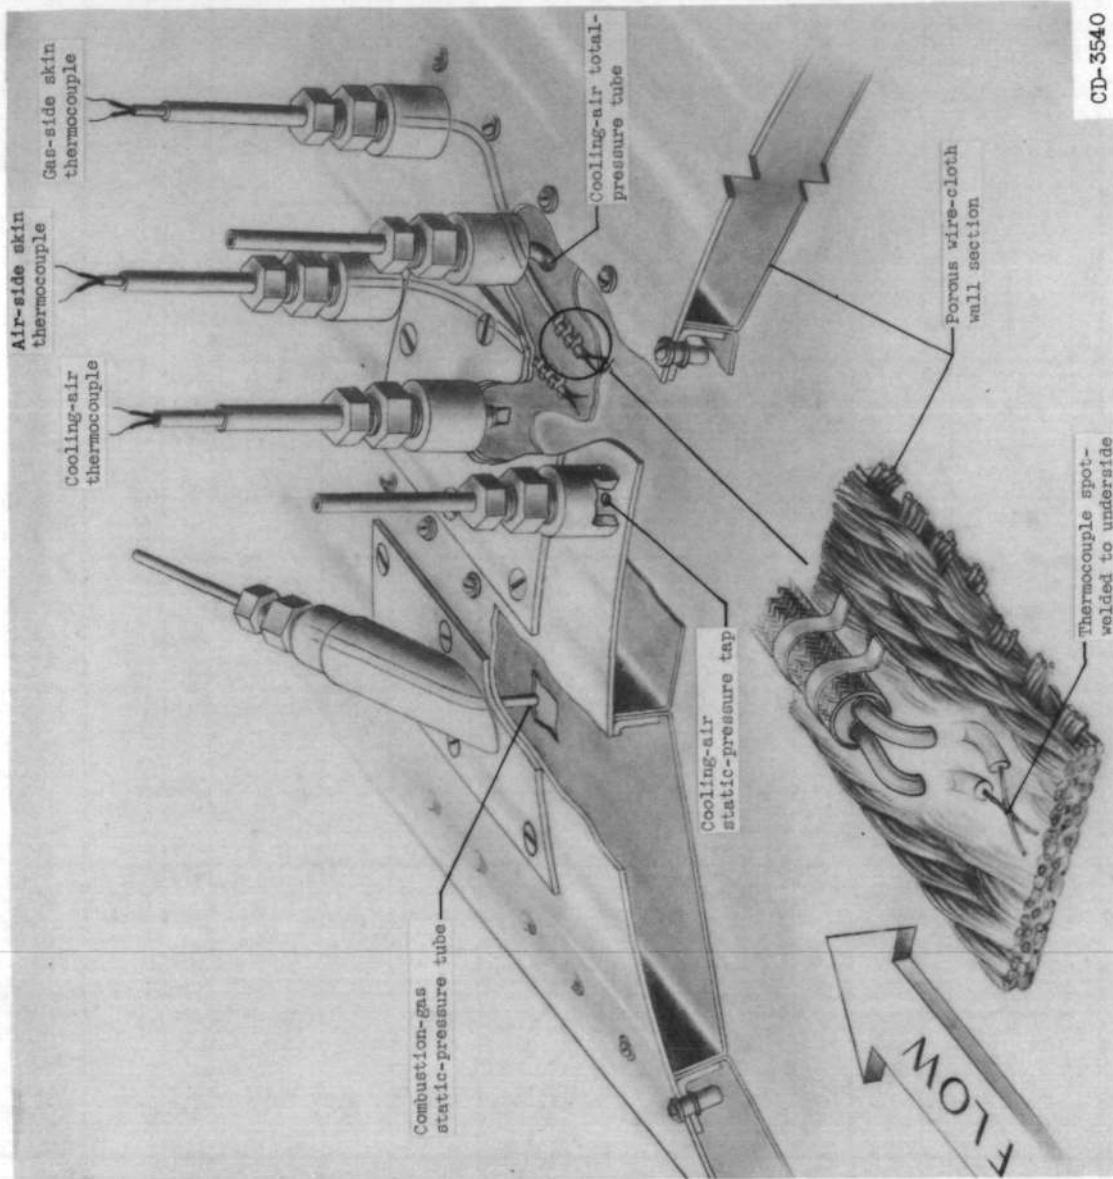 Gas-side skin
thermocouple
Air-side skin
thermocouple
Cooling-air
thermocouple
Cooling-air total-
pressure tube
Combustion-gas
static-pressure tube
Cooling-air
static-pressure tap
Porous wire-cloth
wall section
Thermocouple spot-
welded to underside
FLOW
CD-3540